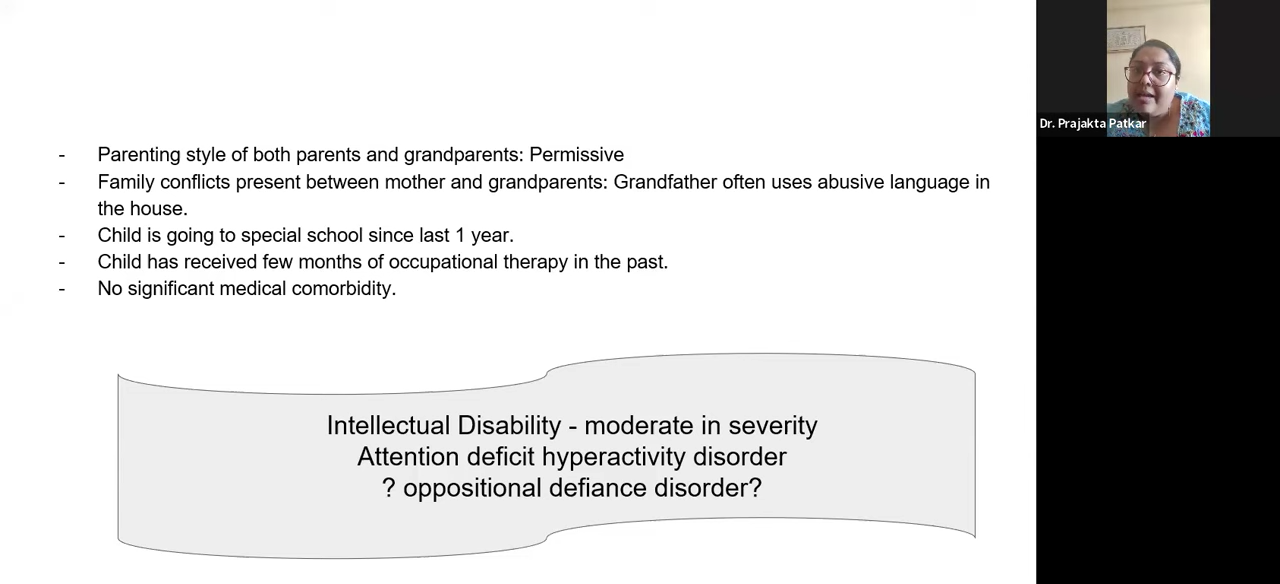 - Parenting style of both parents and grandparents: Permissive
- Family conflicts present between mother and grandparents: Grandfather often uses abusive language in
the house.
- Child is going to special school since last 1 year.
- Child has received few months of occupational therapy in the past.
- No significant medical comorbidity.
Intellectual Disability - moderate in severity
Attention deficit hyperactivity disorder
? oppositional defiance disorder?
Dr. Prajakta Patkar